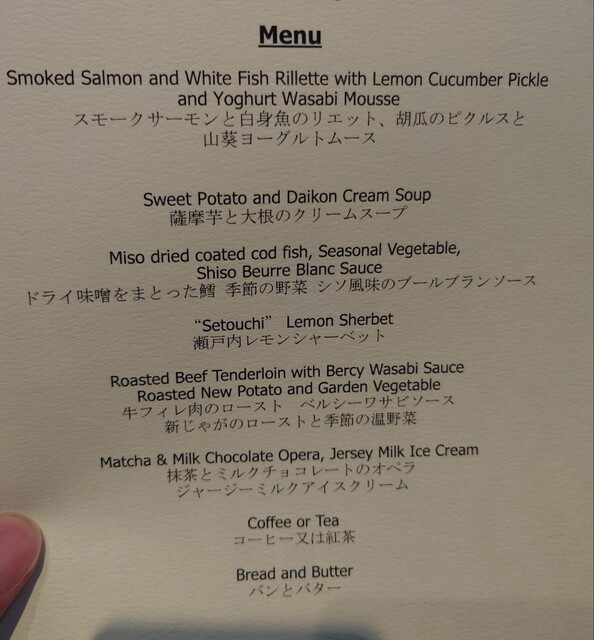 Menu
Smoked Salmon and White Fish Rillette with Lemon Cucumber Pickle
and Yoghurt Wasabi Mousse
スモークサーモンと白身魚のリエット、胡瓜のピクルスと
山葵ヨーグルトムース
Sweet Potato and Daikon Cream Soup
薩摩芋と大根のクリームスープ
Miso dried coated cod fish, Seasonal Vegetable,
Shiso Beurre Blanc Sauce
ドライ味噌をまとった鱈 季節の野菜 シソ風味のブールブランソース
“Setouchi” Lemon Sherbet
瀬戸内レモンシャーベット
Roasted Beef Tenderloin with Bercy Wasabi Sauce
Roasted New Potato and Garden Vegetable
牛フィレ肉のロースト　ベルシーワサビソース
新じゃがのローストと季節の温野菜
Matcha & Milk Chocolate Opera, Jersey Milk Ice Cream
抹茶とミルクチョコレートのオペラ
ジャージーミルクアイスクリーム
Coffee or Tea
コーヒー又は紅茶
Bread and Butter
パンとバター